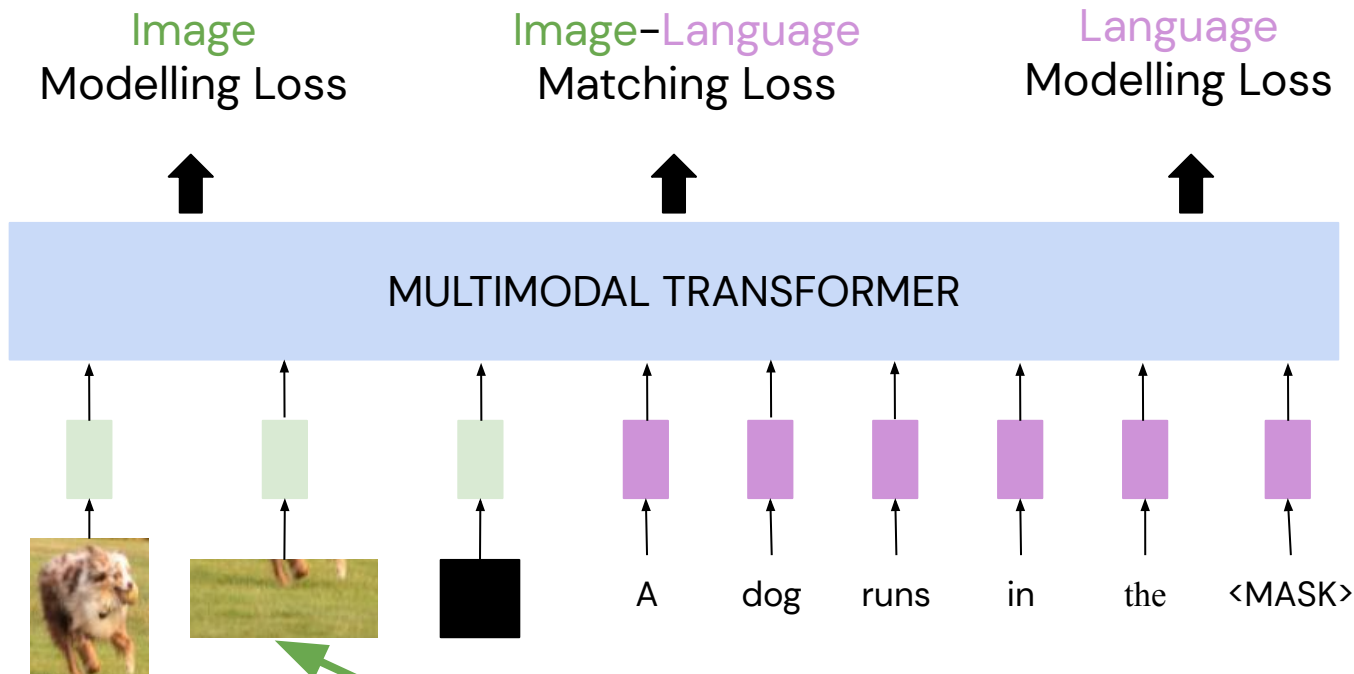 Image
Modelling Loss
Image-Language
Matching Loss
Language
Modelling Loss
MULTIMODAL TRANSFORMER
A dog runs in the <MASK>